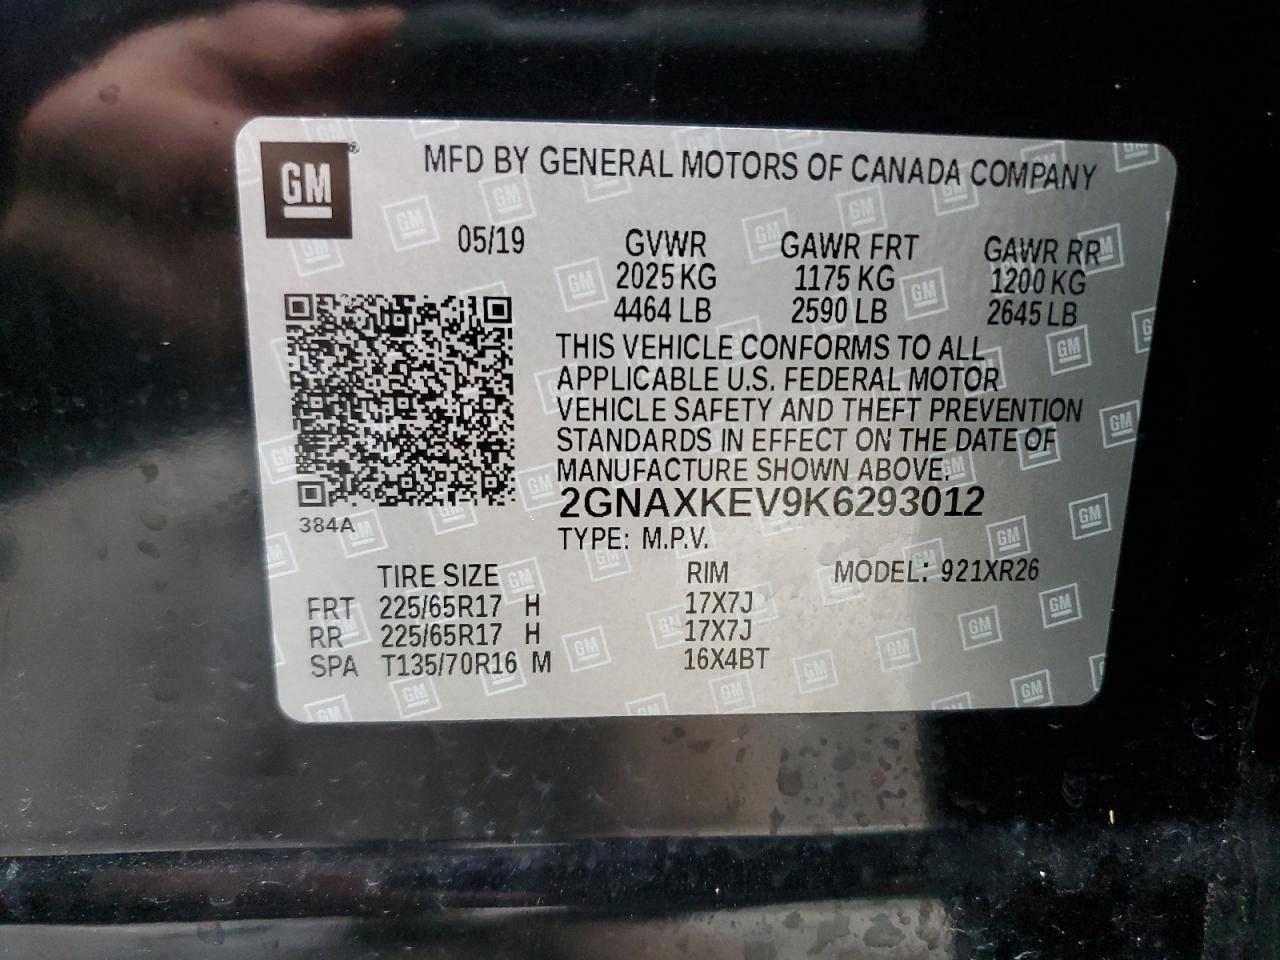 GM ®
MFD BY GENERAL MOTORS OF CANADA COMPANY
05/19 GVWR GAWR FRT GAWR RR
2025 KG 1175 KG 1200 KG
4464 LB 2590 LB 2645 LB
THIS VEHICLE CONFORMS TO ALL
APPLICABLE U.S. FEDERAL MOTOR
VEHICLE SAFETY AND THEFT PREVENTION
STANDARDS IN EFFECT ON THE DATE OF
MANUFACTURE SHOWN ABOVE.
2GNAXKEV9K6293012
384A
TYPE: M.P.V.
TIRE SIZE RIM MODEL: 921XR26
FRT 225/65R17 H 17X7J
RR 225/65R17 H 17X7J
SPA T135/70R16 M 16X4BT